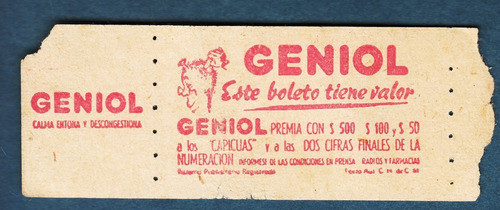 GENIOL
CALMA ENTONA Y DESCONGESTIONA
GENIOL
Este boleto tiene valor
GENIOL PREMIA CON $ 500 $ 100 y $ 50
a los "CAPICUAS" y a las DOS CIFRAS FINALES DE LA
NUMERACION INFORMESE DE LAS CONDICIONES EN PRENSA RADIOS Y FARMACIAS
Sistema Publicitario Registrado